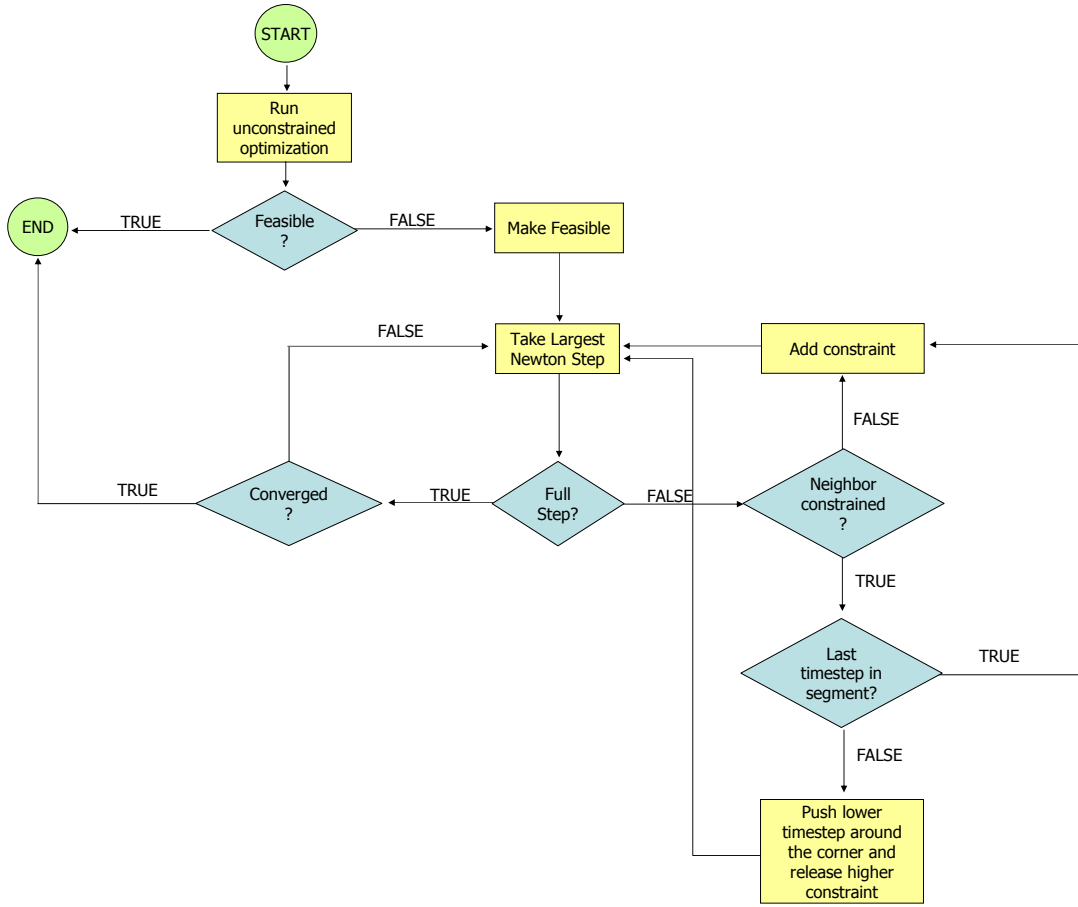 START
Run
unconstrained
optimization
END
TRUE
Feasible
?
FALSE
Make Feasible
FALSE
Take Largest
Newton Step
Add constraint
FALSE
TRUE
Converged
?
TRUE
Full
Step?
FALSE
Neighbor
constrained
?
TRUE
Last
timestep in
segment?
TRUE
FALSE
Push lower
timestep around
the corner and
release higher
constraint